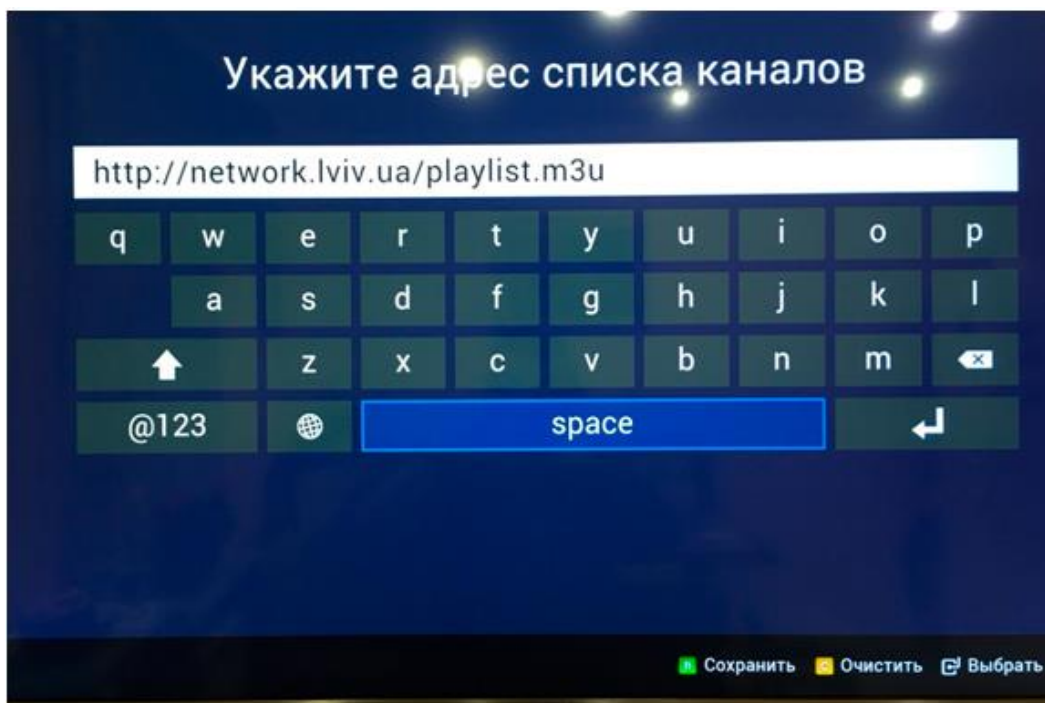 Укажите адрес списка каналов
http://network.lviv.ua/playlist.m3u
q w e r t y u i o p
a s d f g h j k l
z x c v b n m
@123 space
Сохранить Очистить Выбрать